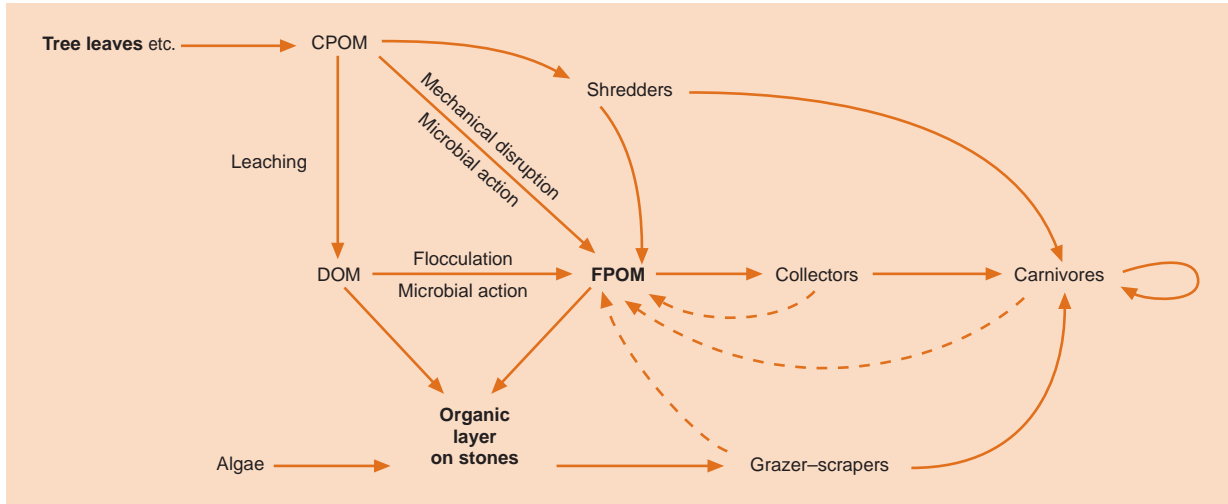 Tree leaves etc.
CPOM
Shredders
Mechanical disruption
Microbial action
Leaching
DOM
Flocculation
Microbial action
FPOM
Collectors
Carnivores
Organic
layer
on stones
Algae
Grazer–scrapers